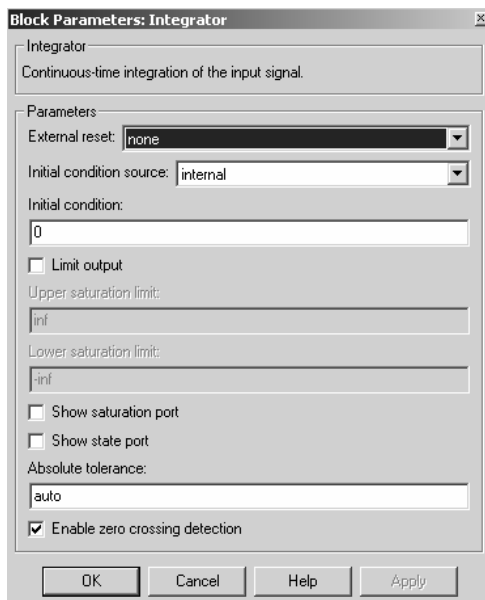 Block Parameters: Integrator
Integrator
Continuous-time integration of the input signal.
Parameters
External reset: none
Initial condition source: internal
Initial condition:
0
Limit output
Upper saturation limit:
inf
Lower saturation limit:
-inf
Show saturation port
Show state port
Absolute tolerance:
auto
Enable zero crossing detection
OK Cancel Help Apply